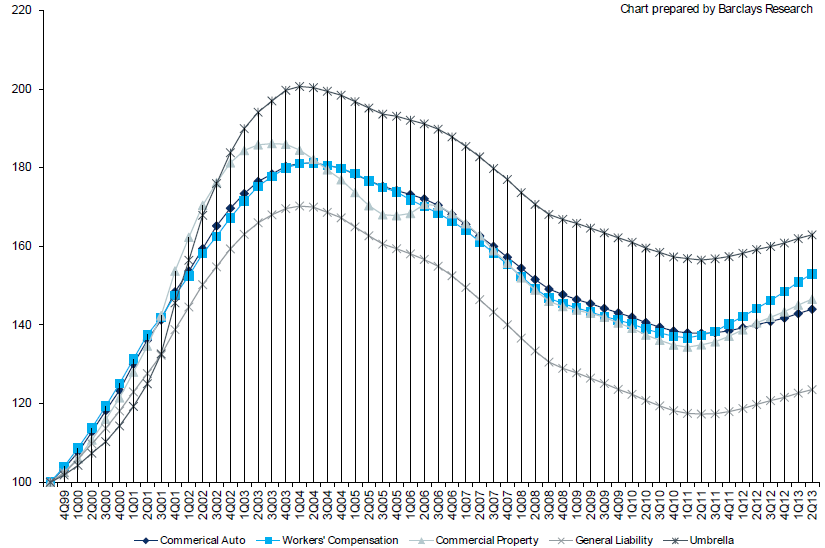 Chart prepared by Barclays Research
220
200
180
160
140
120
100
4Q99
1Q00
2Q00
3Q00
4Q00
1Q01
2Q01
3Q01
4Q01
1Q02
2Q02
3Q02
4Q02
1Q03
2Q03
3Q03
4Q03
1Q04
2Q04
3Q04
4Q04
1Q05
2Q05
3Q05
4Q05
1Q06
2Q06
3Q06
4Q06
1Q07
2Q07
3Q07
4Q07
1Q08
2Q08
3Q08
4Q08
1Q09
2Q09
3Q09
4Q09
1Q10
2Q10
3Q10
4Q10
1Q11
2Q11
3Q11
4Q11
1Q12
2Q12
3Q12
4Q12
1Q13
2Q13
Commerical Auto
Workers' Compensation
Commercial Property
General Liability
Umbrella